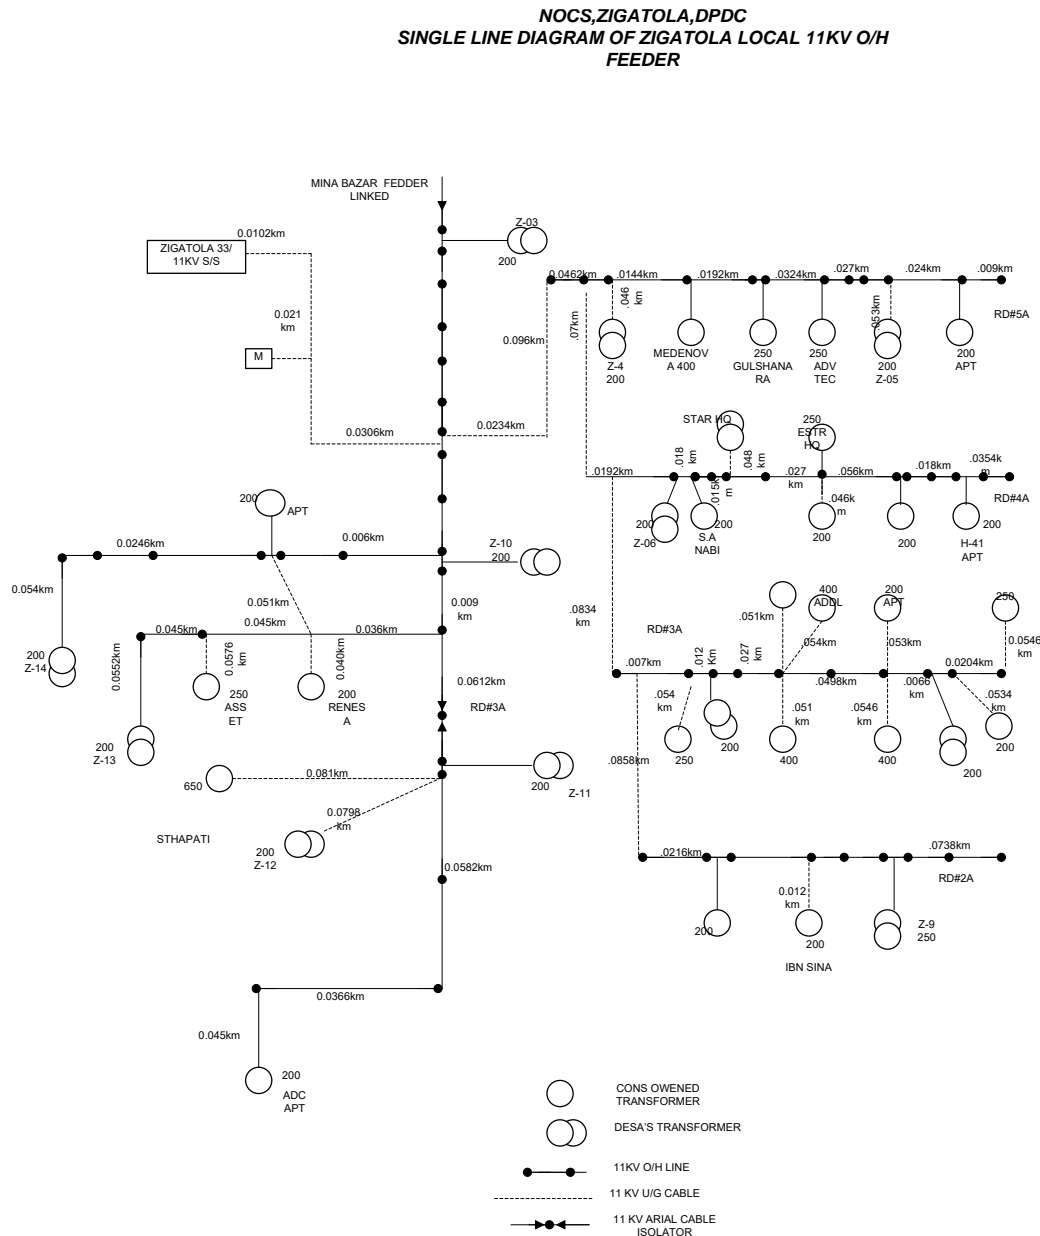 NOCS,ZIGATOLA,DPDC
SINGLE LINE DIAGRAM OF ZIGATOLA LOCAL 11KV O/H
FEEDER
MINA BAZAR FEDDER
LINKED
0.0102km
ZIGATOLA 33/
11KV S/S
Z-03
200
0.021
km
M
0.0306km
0.0234km
0.096km
.07km
0.0462km
.0144km
.0192km
.0324km
.027km
.024km
.009km
.046
km
.053km
RD#5A
Z-4
200
MEDENOV
A 400
250
GULSHANA
RA
250
ADV
TEC
200
Z-05
200
APT
STAR HQ
250
ESTR
HQ
.0192km
.018
km
.015k
m
.048
km
.027
km
.056km
.018km
.0354k
m
RD#4A
.046k
m
200
Z-06
200
S.A
NABI
200
200
200
H-41
APT
200
APT
0.0246km
0.006km
Z-10
200
0.054km
0.051km
0.009
km
0.045km
0.045km
0.036km
0.0552km
0.0576
km
0.040km
200
Z-14
250
ASS
ET
200
RENES
A
0.0612km
RD#3A
200
Z-13
650
0.081km
0.0798
km
STHAPATI
200
Z-12
200
Z-11
0.0582km
0.0366km
0.045km
200
ADC
APT
.0834
km
RD#3A
.051km
400
ADDL
200
APT
250
.007km
.012
Km
.027
km
.054km
.0498km
.053km
.0066
km
0.0204km
.0546
km
.054
km
.051
km
.0546
km
.0534
km
250
200
400
400
200
200
.0858km
.0216km
.0738km
RD#2A
0.012
km
200
200
Z-9
250
IBN SINA
CONS OWENED
TRANSFORMER
DESA'S TRANSFORMER
11KV O/H LINE
11 KV U/G CABLE
11 KV ARIAL CABLE
ISOLATOR